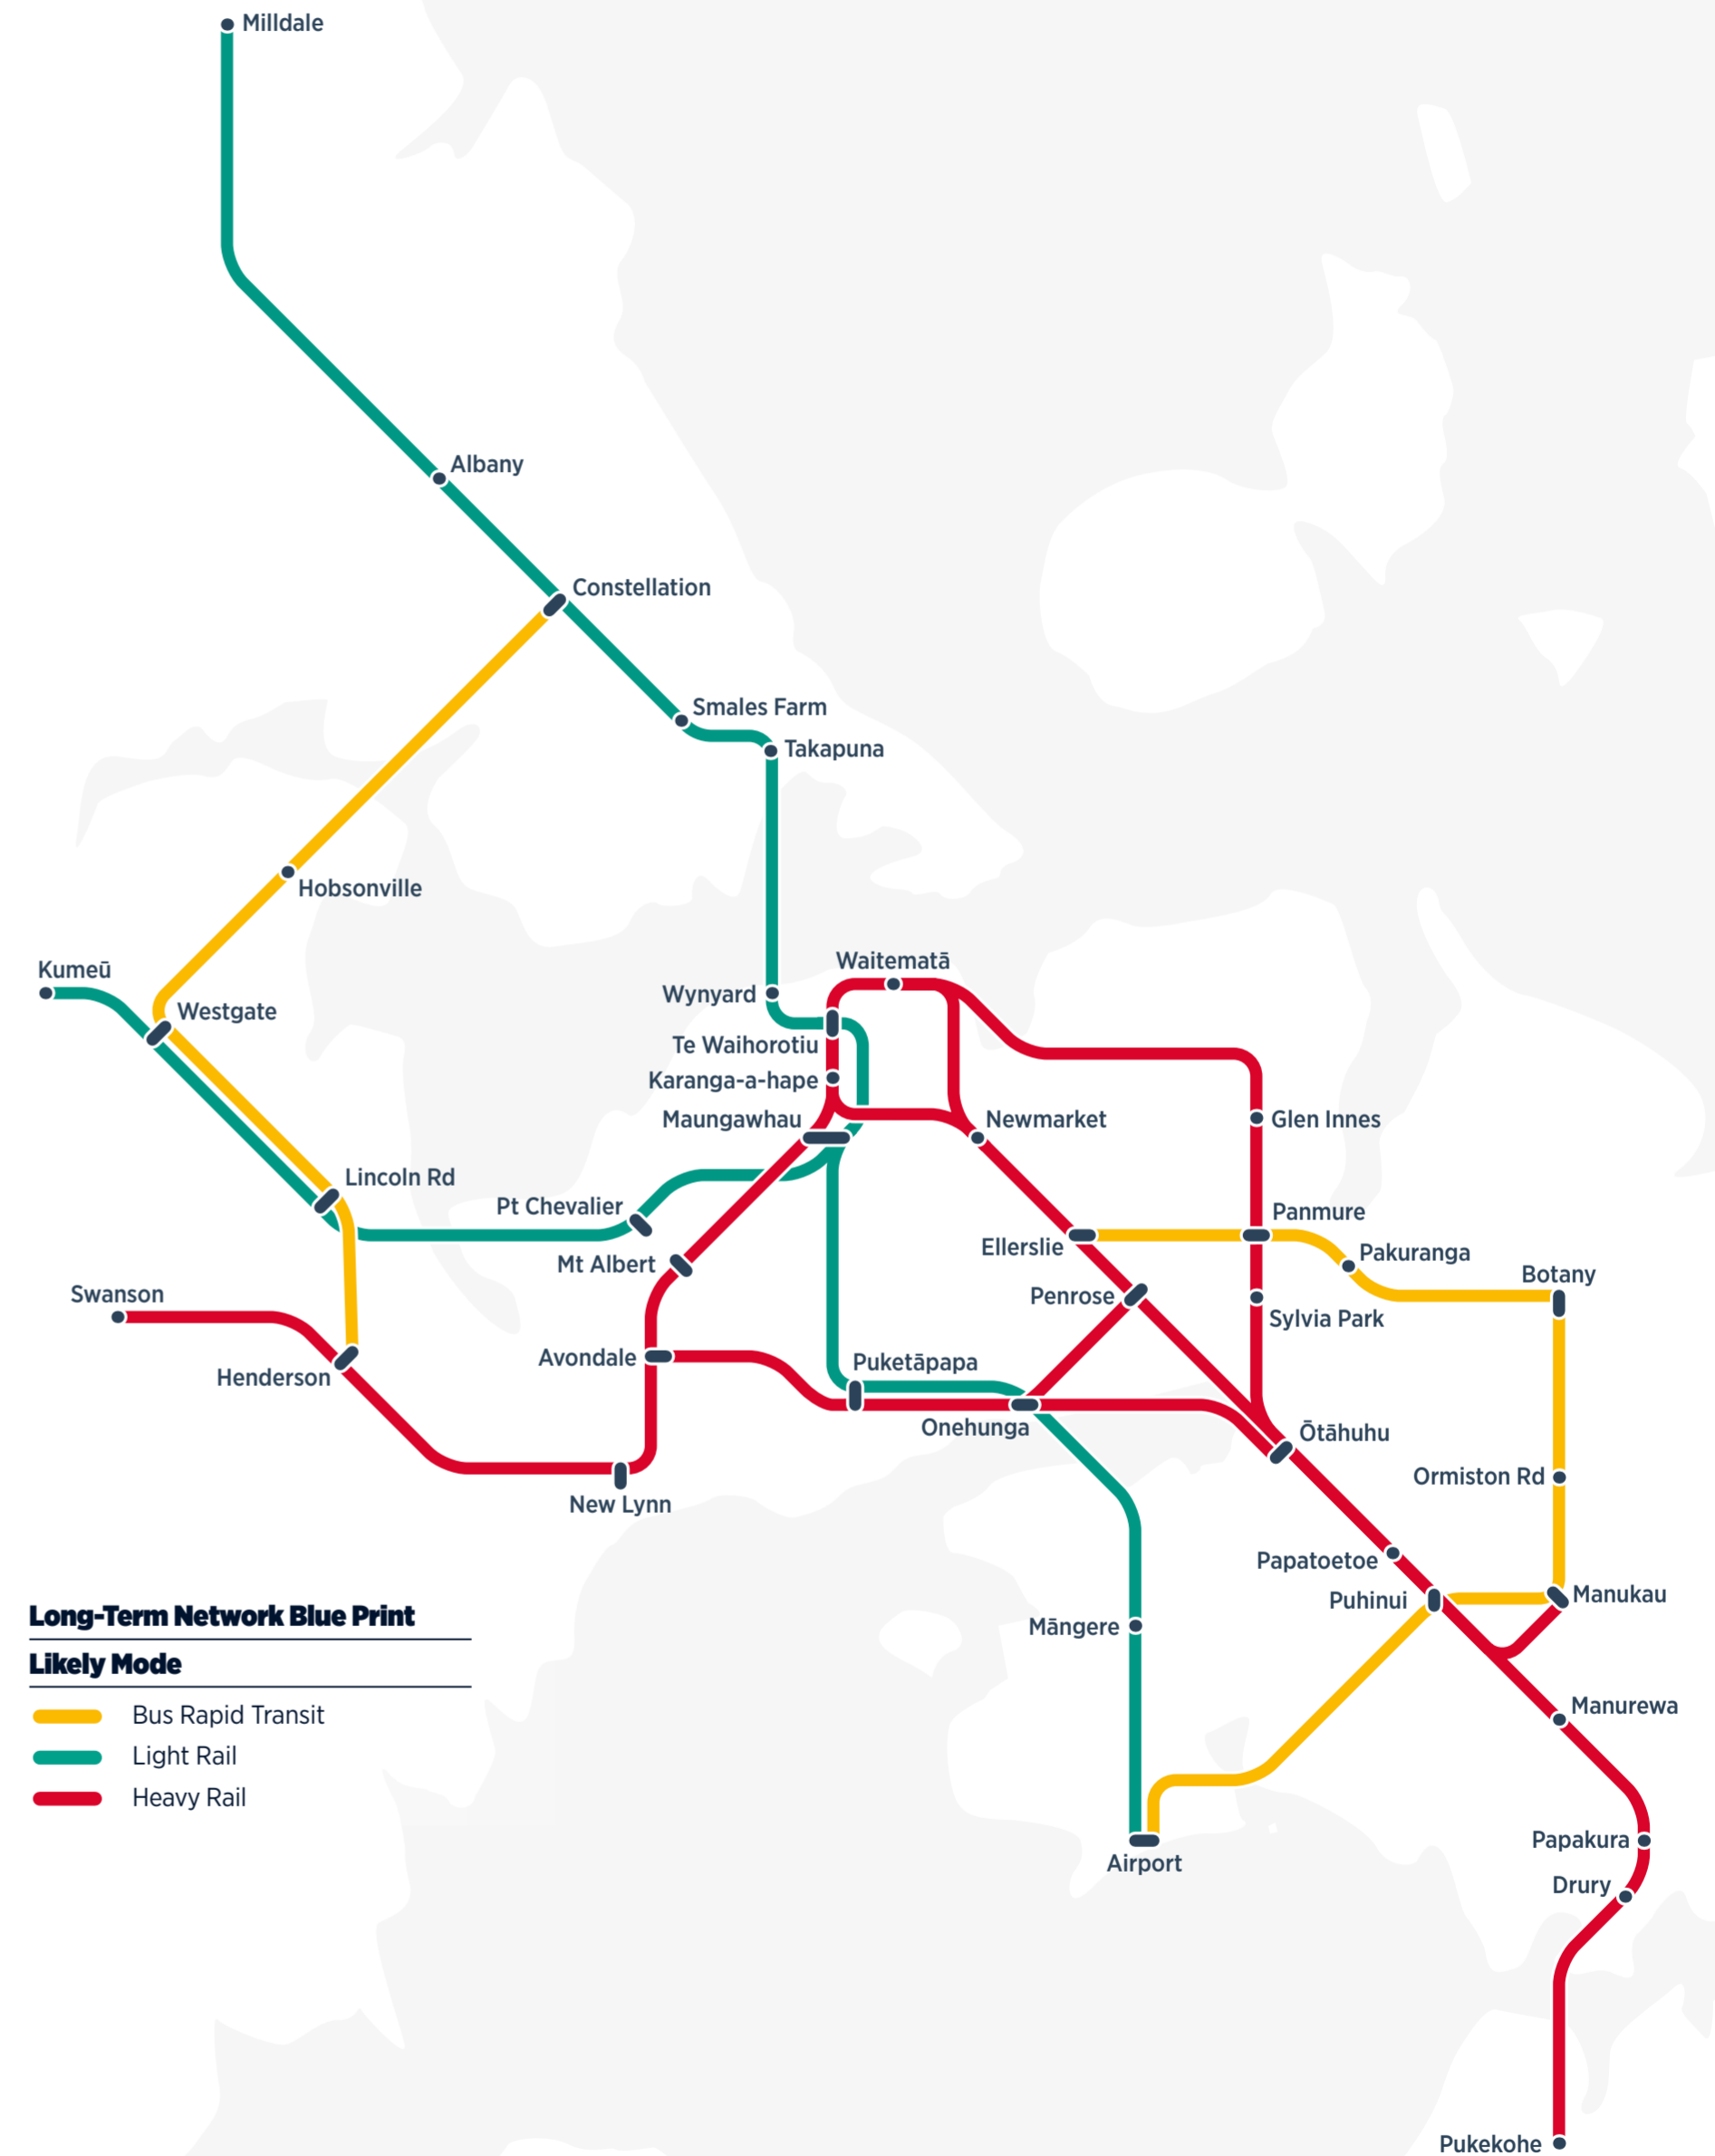 Milldale
Albany
Constellation
Smales Farm
Takapuna
Hobsonville
Waitematā
Kumeū
Wynyard
Westgate
Te Waihorotiu
Karanga-a-hape
Maungawhau
Newmarket
Glen Innes
Lincoln Rd
Pt Chevalier
Panmure
Ellerslie
Pakuranga
Mt Albert
Botany
Swanson
Penrose
Sylvia Park
Avondale
Puketāpapa
Henderson
Onehunga
Ōtāhuhu
Ormiston Rd
New Lynn
Papatoetoe
Manukau
Puhinui
Long-Term Network Blue Print
Māngere
Likely Mode
Manurewa
Bus Rapid Transit
Light Rail
Heavy Rail
Papakura
Airport
Drury
Pukekohe